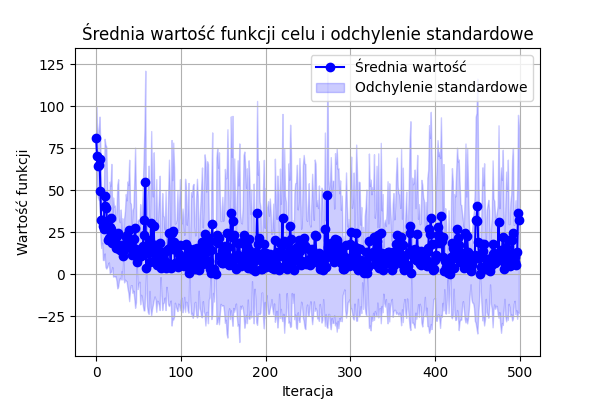 Średnia wartość funkcji celu i odchylenie standardowe
Średnia wartość
Odchylenie standardowe
Wartość funkcji
125
100
75
50
25
0
−25
0
100
200
300
400
500
Iteracja